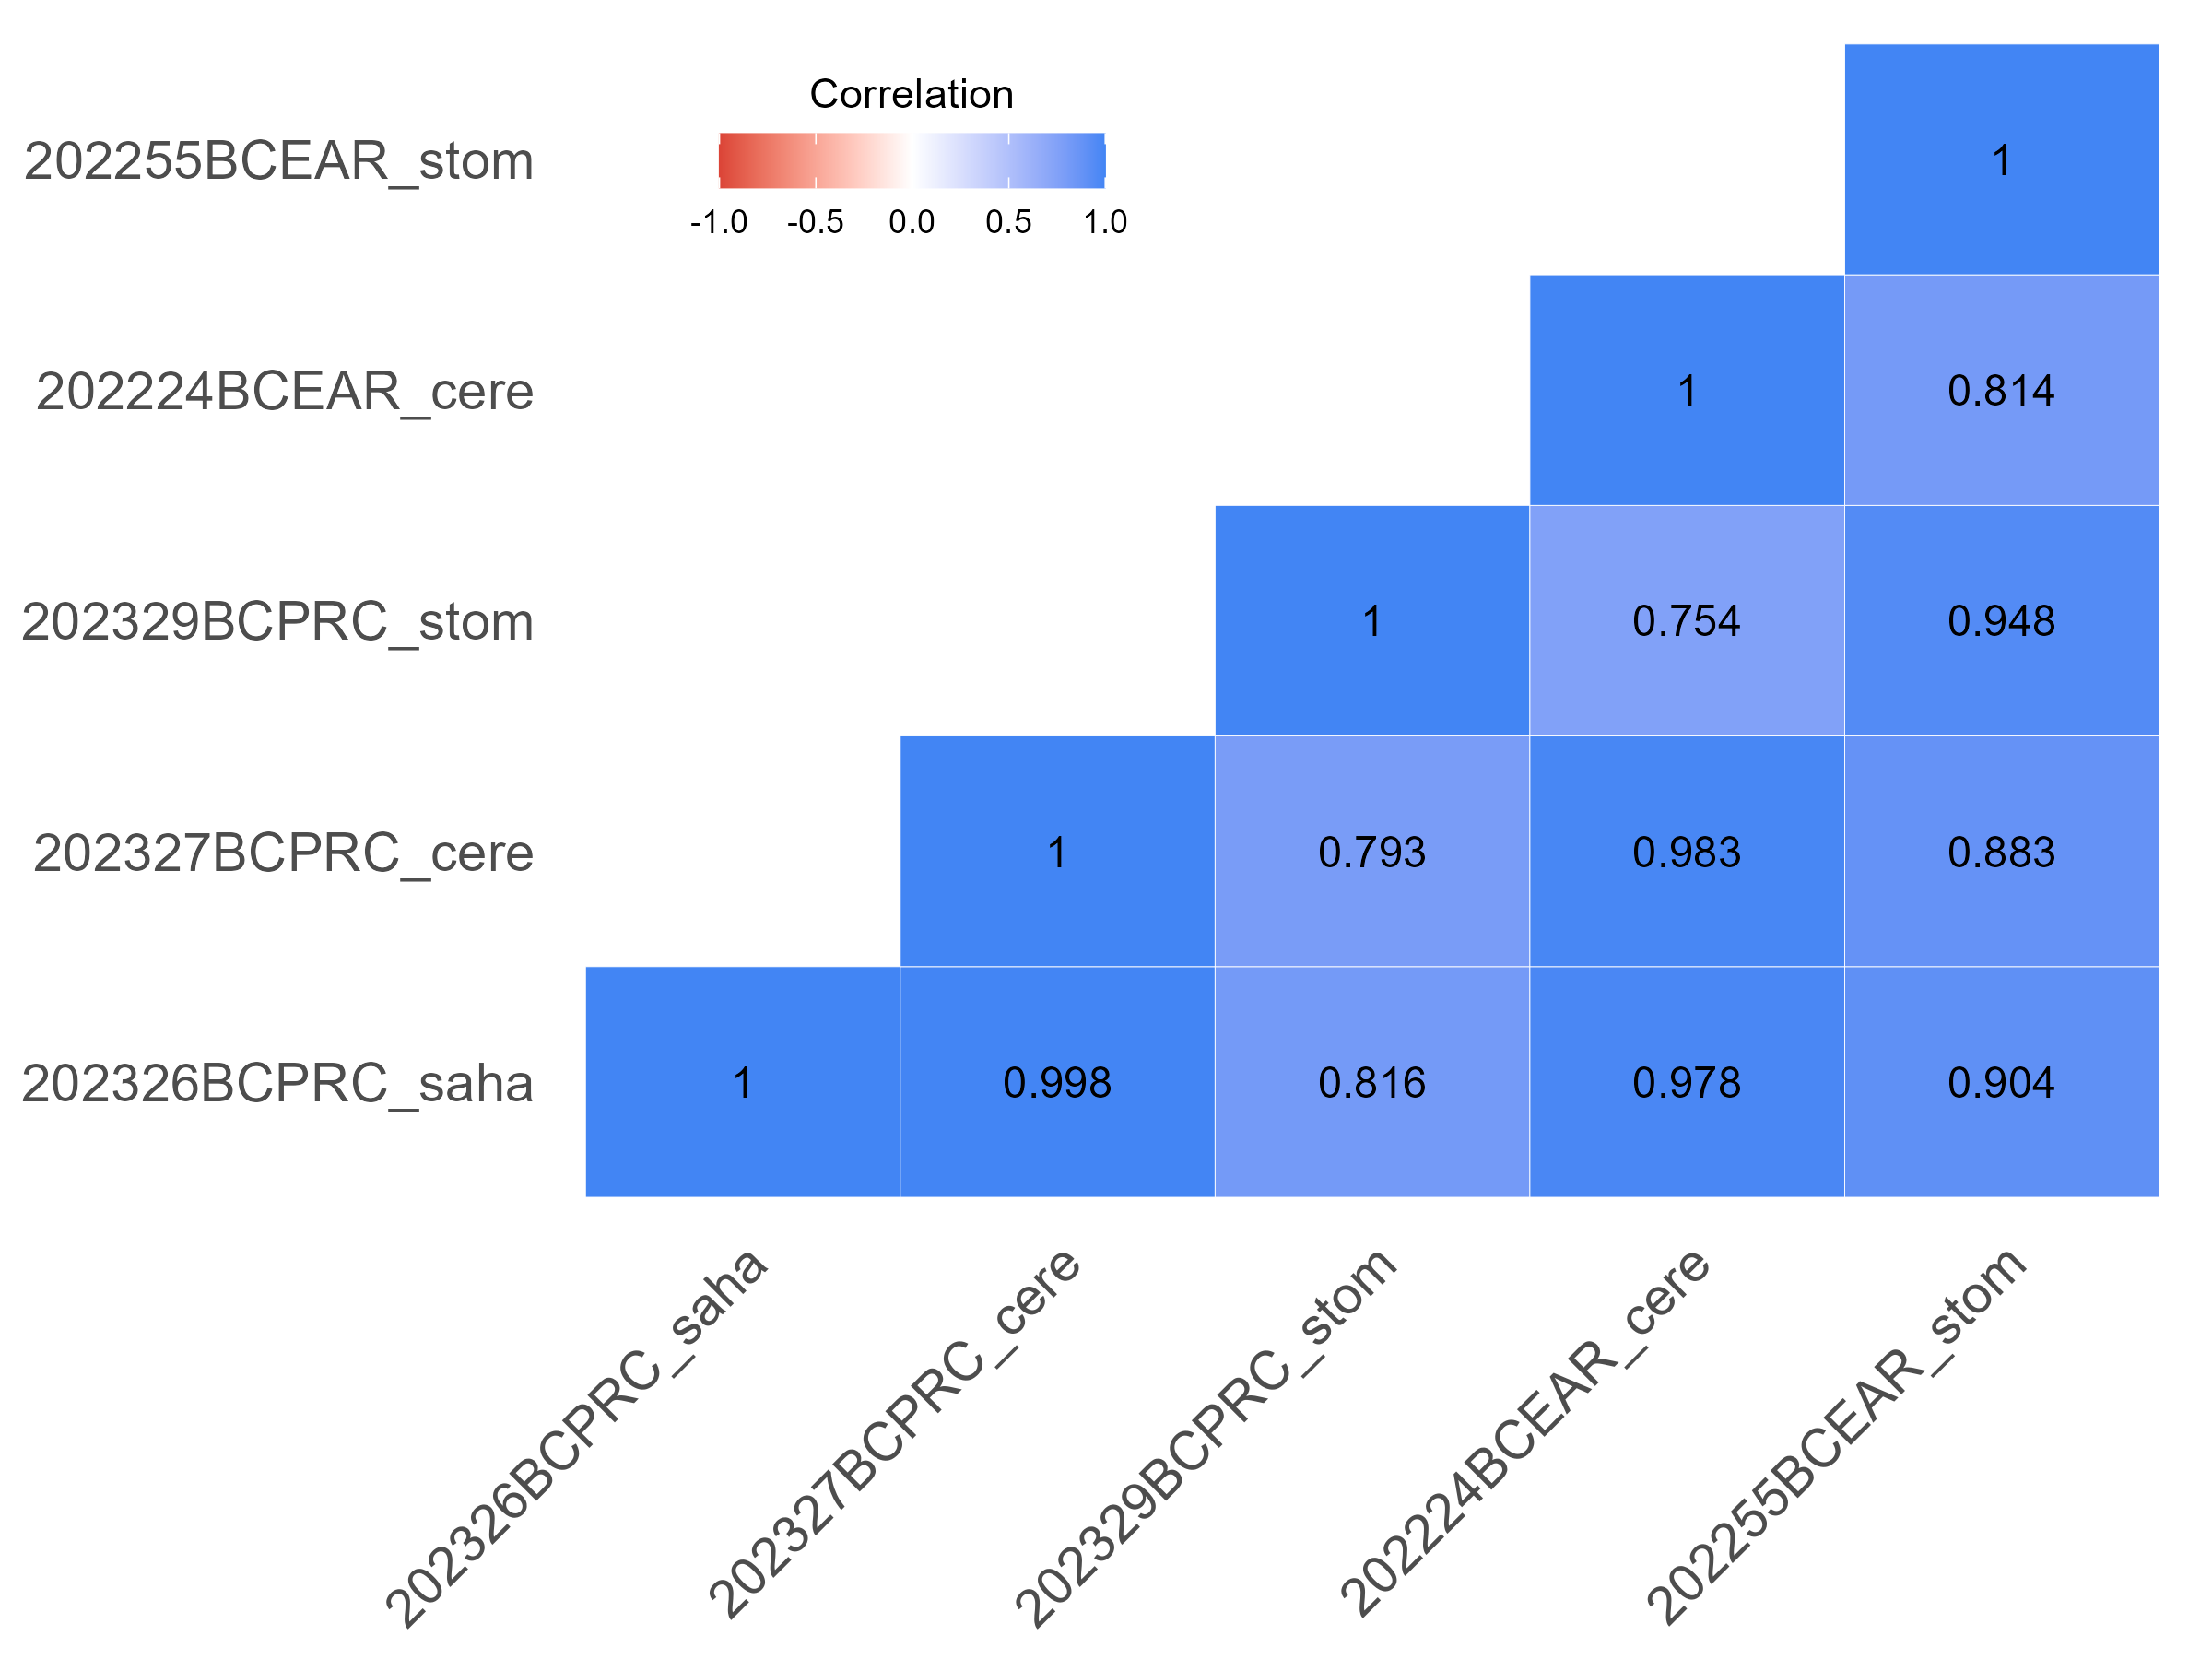 Correlation
-1.0 -0.5 0.0 0.5 1.0
202255BCEAR_stom 1
202224BCEAR_cere 1 0.814
202329BCPRC_stom 1 0.754 0.948
202327BCPRC_cere 1 0.793 0.983 0.883
202326BCPRC_saha 1 0.998 0.816 0.978 0.904
202326BCPRC_saha
202327BCPRC_cere
202329BCPRC_stom
202224BCEAR_cere
202255BCEAR_stom